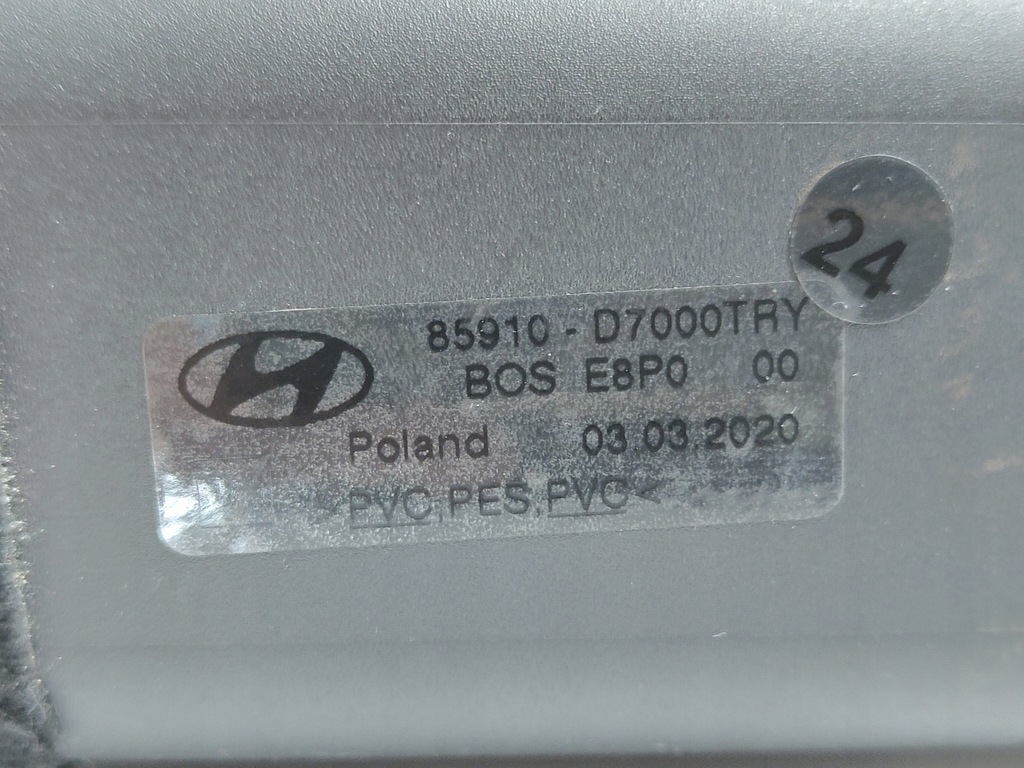 24
85910 - D7000TRY
BOS E8P0 00
Poland 03.03.2020
>PVC,PES,PVC<